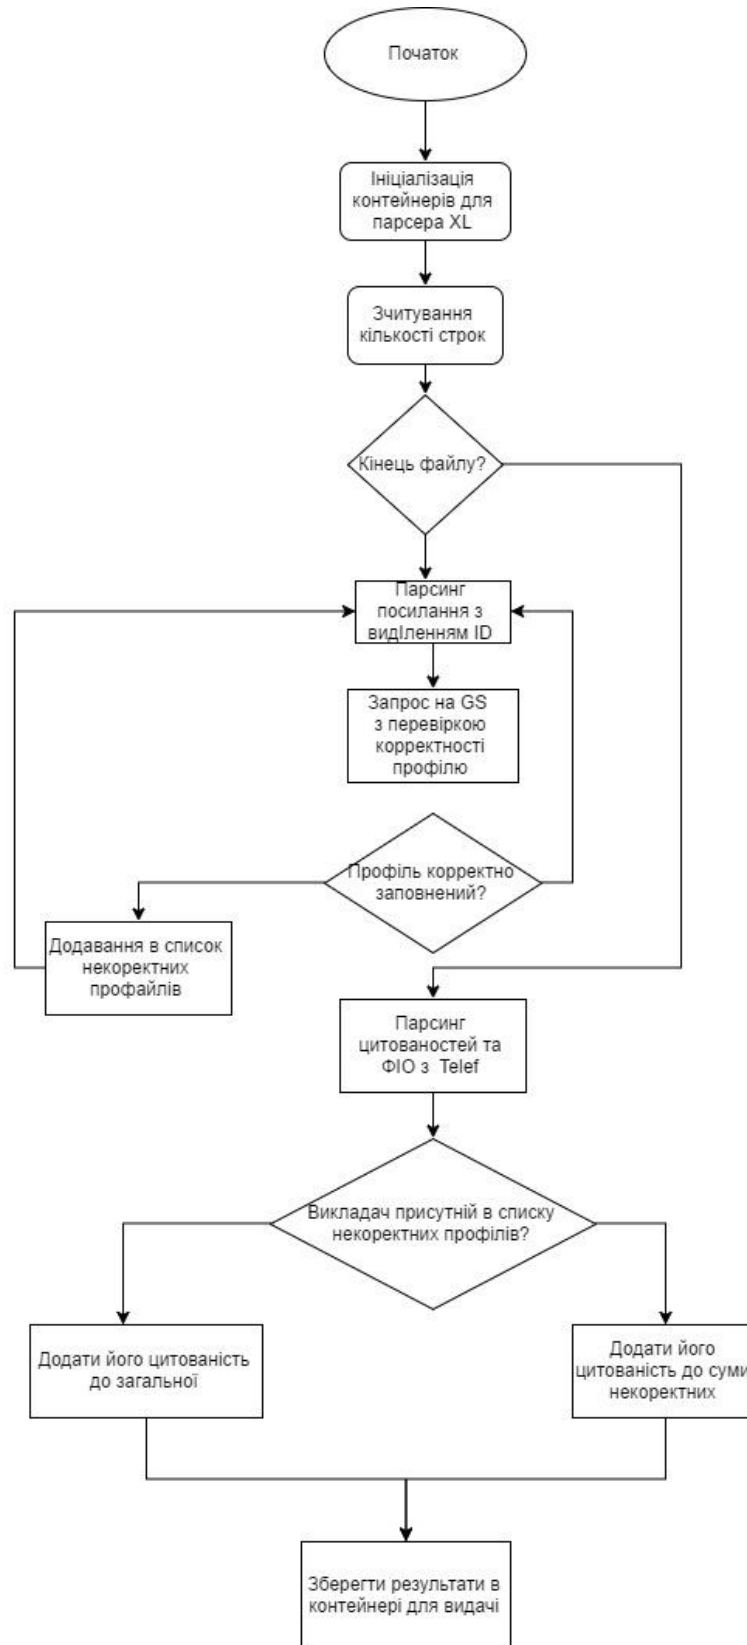 Початок
Ініціалізація
контейнерів для
парсера XL
Зчитування
кількості строк
Кінець файлу?
Парсинг
посилання з
видІленням ID
Запрос на GS
з перевіркою
корректності
профілю
Профіль корректно
заповнений?
Додавання в список
некоректних
профайлів
Парсинг
цитованостей та
ФІО з Telef
Викладач присутній в списку
некоректних профілів?
Додати його цитованість
до загальної
Додати його
цитованість до суми
некоректних
Зберегти результати в
контейнері для видачі